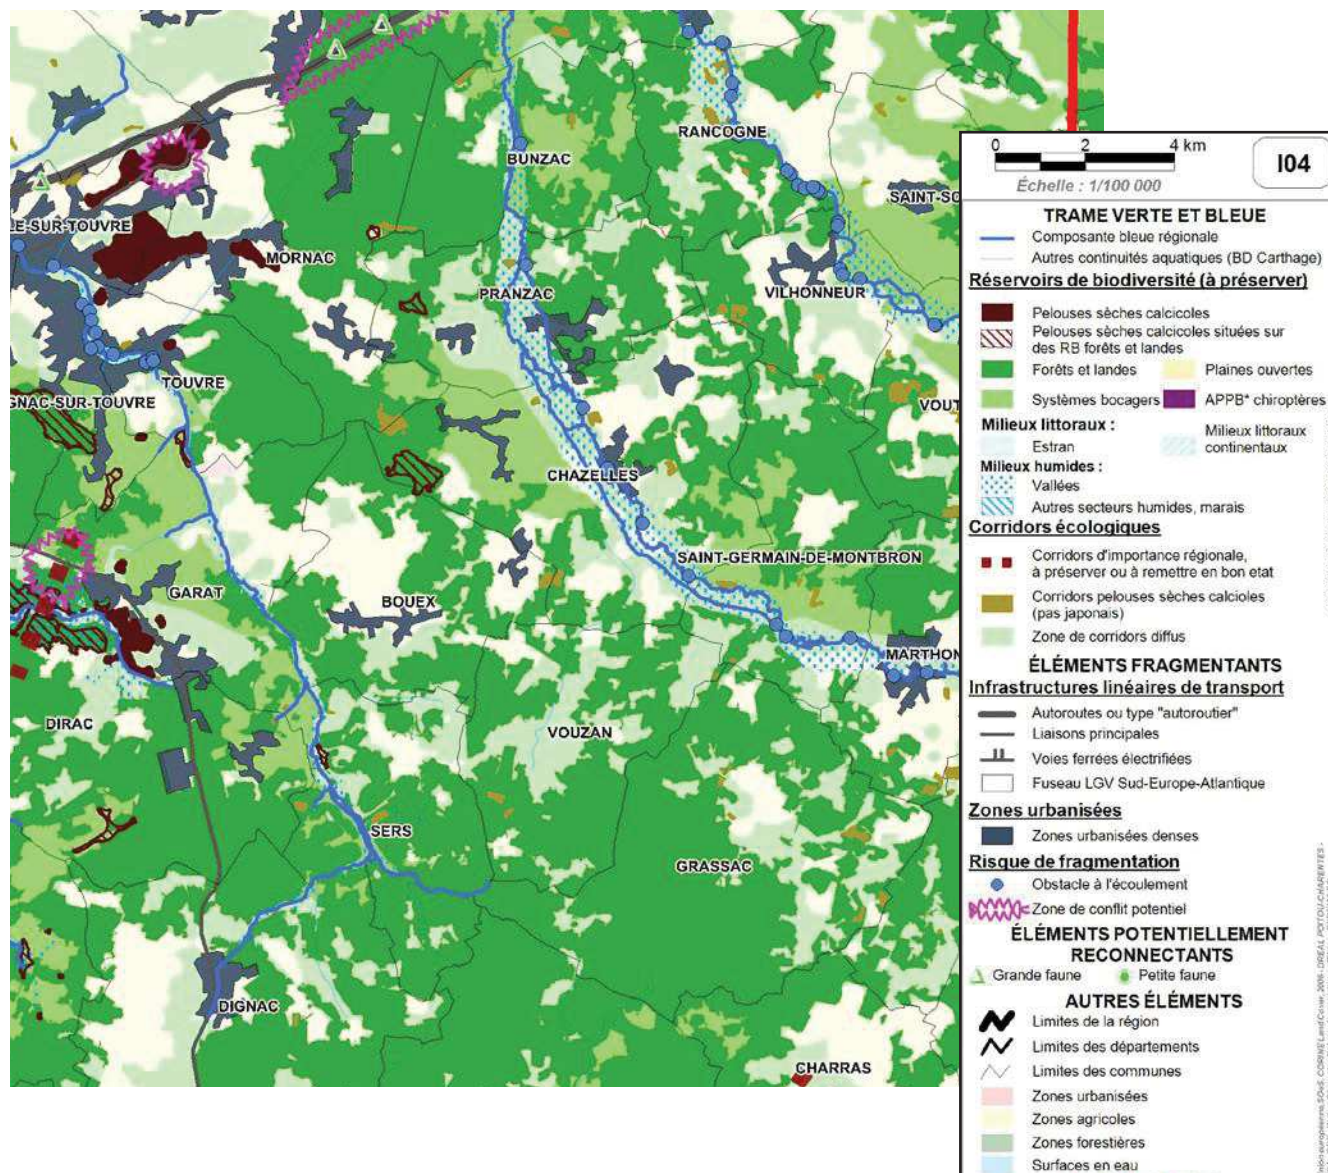 RANCOGNE
BUNZAC
SAINT-SO
LE-SUR-TOUVRE
MORNAC
PRANZAC
VILHONNEUR
TOUVRE
GNAC-SUR-TOUVRE
VOUT
CHAZELLES
SAINT-GERMAIN-DE-MONTBRON
GARAT
BOUEX
MARTHON
DIRAC
VOUZAN
SERS
GRASSAC
DIGNAC
CHARRAS
0 2 4 km
Échelle : 1/100 000
I04
TRAME VERTE ET BLEUE
Composante bleue régionale
Autres continuités aquatiques (BD Carthage)
Réservoirs de biodiversité (à préserver)
Pelouses sèches calcicoles
Pelouses sèches calcicoles situées sur
des RB forêts et landes
Forêts et landes Plaines ouvertes
Systèmes bocagers APPB* chiroptères
Milieux littoraux :
Estran
Milieux littoraux
continentaux
Milieux humides :
Vallées
Autres secteurs humides, marais
Corridors écologiques
Corridors d'importance régionale,
à préserver ou à remettre en bon etat
Corridors pelouses sèches calcioles
(pas japonais)
Zone de corridors diffus
ÉLÉMENTS FRAGMENTANTS
Infrastructures linéaires de transport
Autoroutes ou type "autoroutier"
Liaisons principales
Voies ferrées électrifiées
Fuseau LGV Sud-Europe-Atlantique
Zones urbanisées
Zones urbanisées denses
Risque de fragmentation
Obstacle à l'écoulement
Zone de conflit potentiel
ÉLÉMENTS POTENTIELLEMENT
RECONNECTANTS
Grande faune Petite faune
AUTRES ÉLÉMENTS
Limites de la région
Limites des départements
Limites des communes
Zones urbanisées
Zones agricoles
Zones forestières
Surfaces en eau